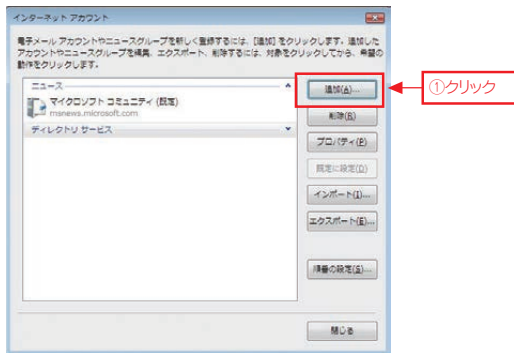 インターネット アカウント
電子メール アカウントやニュースグループを新しく登録するには、[追加] をクリックします。追加した
アカウントやニュースグループを編集、エクスポート、削除するには、対象をクリックしてから、希望の
動作をクリックします。
ニュース
マイクロソフト コミュニティ (既定)
msnews.microsoft.com
ディレクトリ サービス
追加(A)...
①クリック
削除(R)
プロパティ(P)
既定に設定(D)
インポート(I)...
エクスポート(E)...
順番の設定(S)...
閉じる